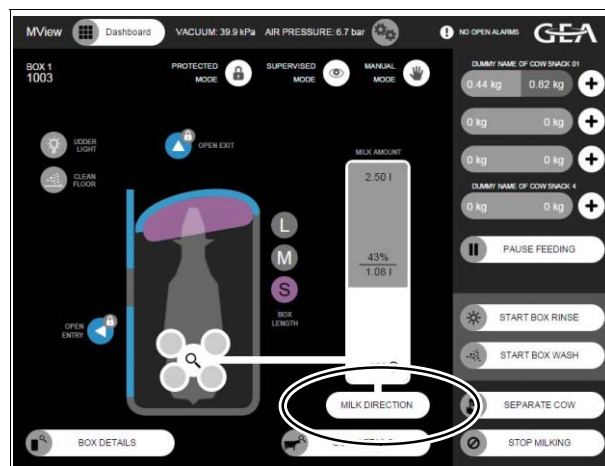 MView
Dashboard
VACUUM: 39.9 kPa
AIR PRESSURE: 6.7 bar
NO OPEN ALARMS
GEA
BOX 1
1003
PROTECTED
MODE
SUPERVISED
MODE
MANUAL
MODE
DUMMY NAME OF COW SNACK 01
0.44 kg
0.82 kg
UDDER
LIGHT
OPEN EXIT
MILK AMOUNT
0 kg
0 kg
CLEAN
FLOOR
2.50 l
0 kg
0 kg
DUMMY NAME OF COW SNACK 4
0 kg
0 kg
L
M
S
BOX
LENGTH
43%
1.08 l
PAUSE FEEDING
OPEN
ENTRY
START BOX RINSE
START BOX WASH
MILK DIRECTION
SEPARATE COW
BOX DETAILS
STOP MILKING